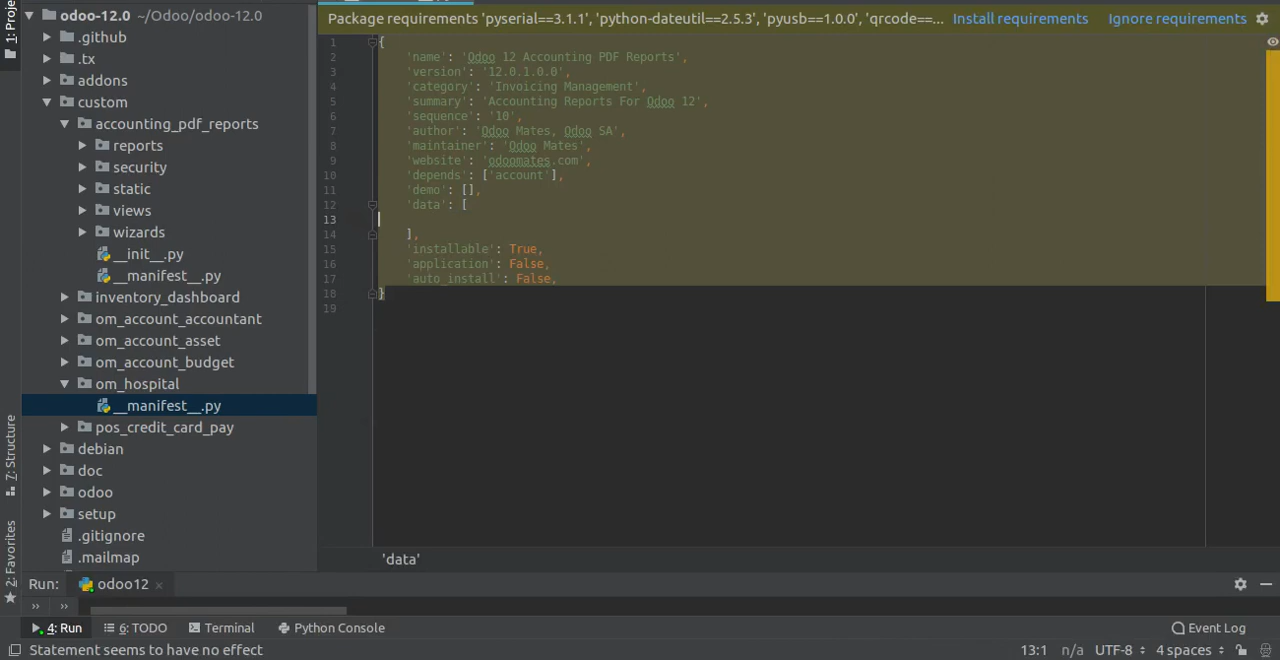 Package requirements 'pyserial==3.1.1', 'python-dateutil==2.5.3', 'pyusb==1.0.0', 'qrcode==... Install requirements Ignore requirements
1: Proje
odoo-12.0 ~/Odoo/odoo-12.0
.github
.tx
addons
custom
accounting_pdf_reports
reports
security
static
views
wizards
__init__.py
__manifest__.py
inventory_dashboard
om_account_accountant
om_account_asset
om_account_budget
om_hospital
__manifest__.py
pos_credit_card_pay
debian
doc
odoo
setup
.gitignore
.mailmap
7: Structure
2: Favorites
1 {
2 'name': 'Odoo 12 Accounting PDF Reports',
3 'version': '12.0.1.0.0',
4 'category': 'Invoicing Management',
5 'summary': 'Accounting Reports For Odoo 12',
6 'sequence': '10',
7 'author': 'Odoo Mates, Odoo SA',
8 'maintainer': 'Odoo Mates',
9 'website': 'odoomates.com',
10 'depends': ['account'],
11 'demo': [],
12 'data': [
13
14 ],
15 'installable': True,
16 'application': False,
17 'auto_install': False,
18 }
19
'data'
Run: odoo12 ×
» »
4: Run 6: TODO Terminal Python Console Event Log
Statement seems to have no effect 13:1 n/a UTF-8 4 spaces